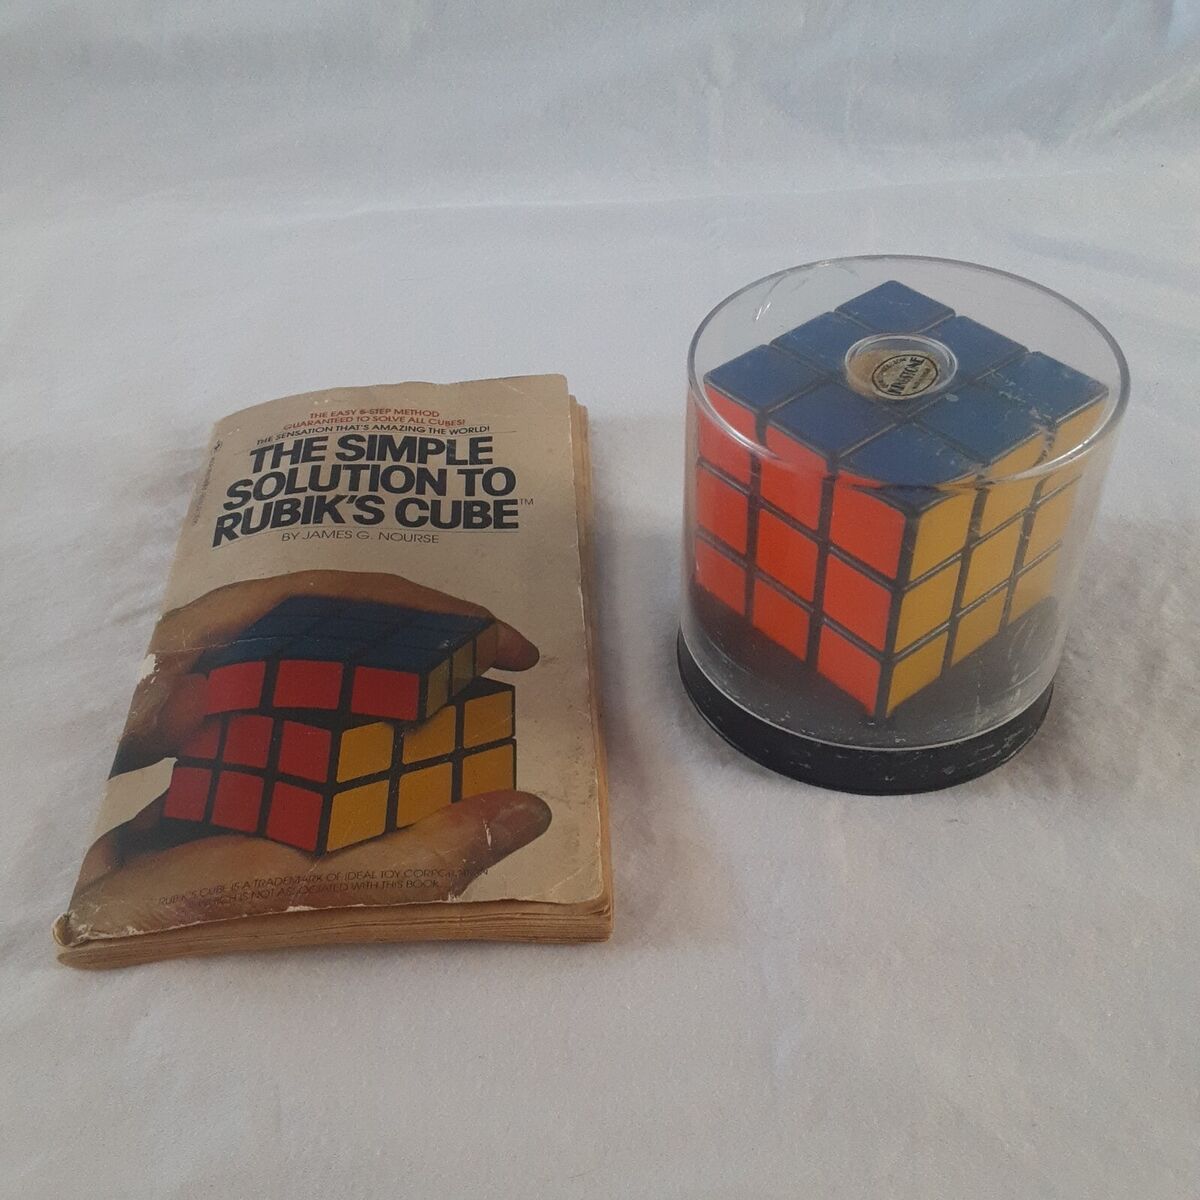 THE EASY 6-STEP METHOD
GUARANTEED TO SOLVE ALL CUBES!
THE SENSATION THAT'S AMAZING THE WORLD!
THE SIMPLE
SOLUTION TO
RUBIK'S CUBE™
BY JAMES G. NOURSE
RUBIK'S CUBE IS A TRADEMARK OF IDEAL TOY CORPORATION
WHICH IS NOT ASSOCIATED WITH THIS BOOK.